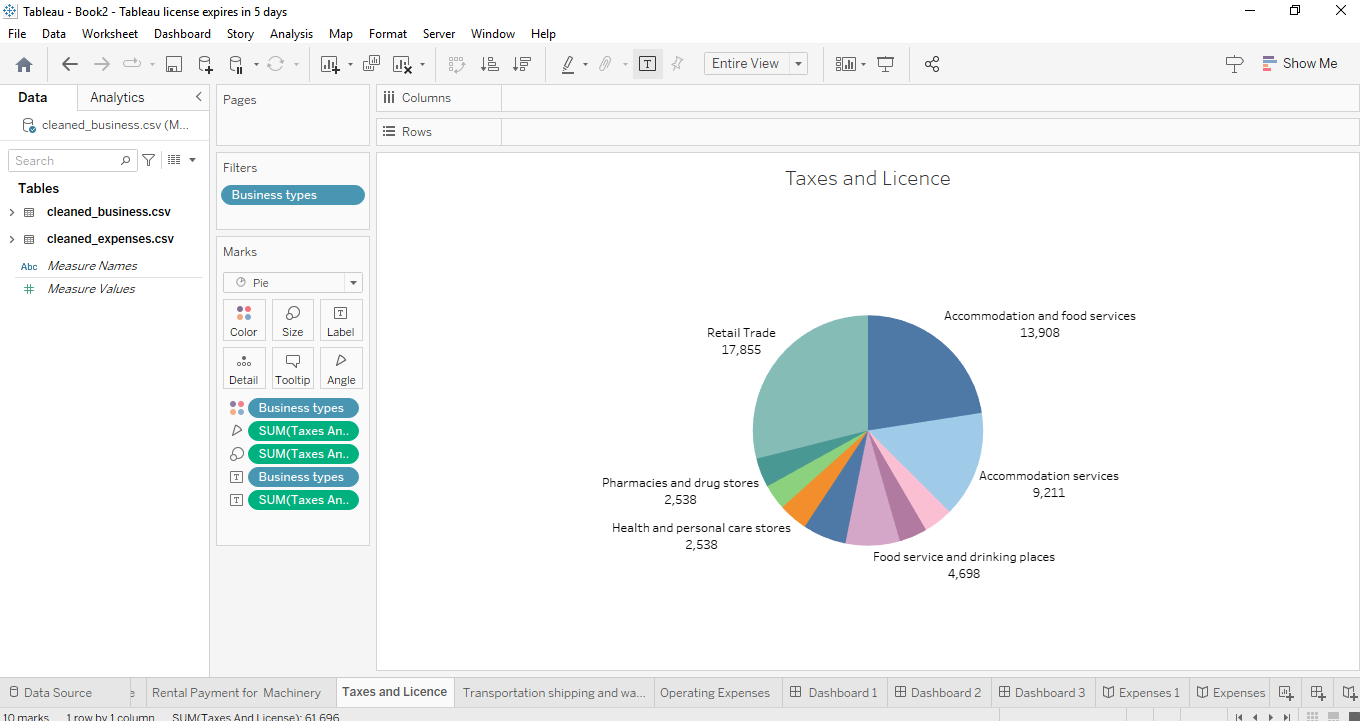 Tableau - Book2 - Tableau license expires in 5 days
File Data Worksheet Dashboard Story Analysis Map Format Server Window Help
Entire View
Show Me
Data Analytics
cleaned_business.csv (M...
Search
Tables
cleaned_business.csv
cleaned_expenses.csv
Abc Measure Names
Measure Values
Pages
Filters
Business types
Marks
Pie
Color Size Label
Detail Tooltip Angle
Business types
SUM(Taxes An..
SUM(Taxes An..
Business types
SUM(Taxes An..
Columns
Rows
Taxes and Licence
Accommodation and food services
13,908
Retail Trade
17,855
Accommodation services
9,211
Pharmacies and drug stores
2,538
Health and personal care stores
2,538
Food service and drinking places
4,698
Data Source e Rental Payment for Machinery Taxes and Licence Transportation shipping and wa... Operating Expenses Dashboard 1 Dashboard 2 Dashboard 3 Expenses 1 Expenses
10 marks 1 row by 1 column SUM(Taxes And License): 61,696